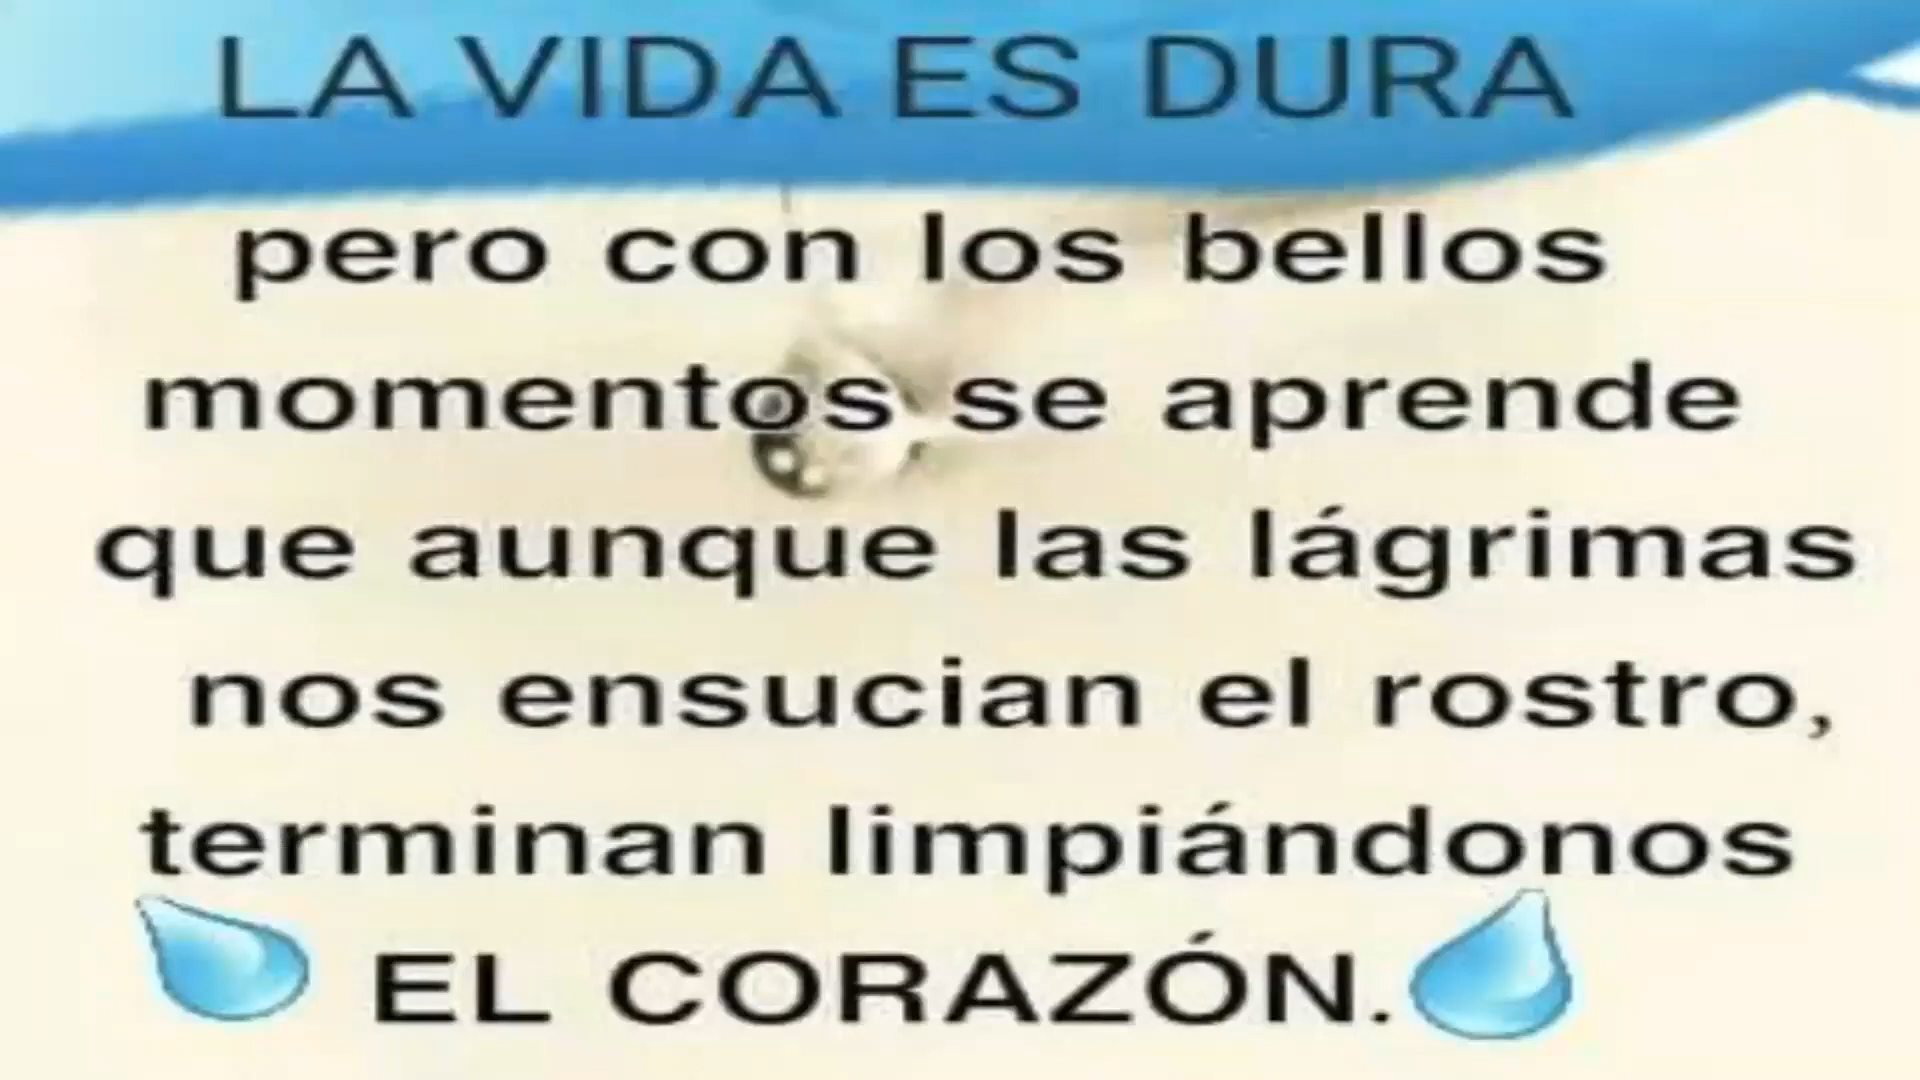 LA VIDA ES DURA
pero con los bellos
momentos se aprende
que aunque las lágrimas
nos ensucian el rostro,
terminan limpiándonos
EL CORAZÓN.